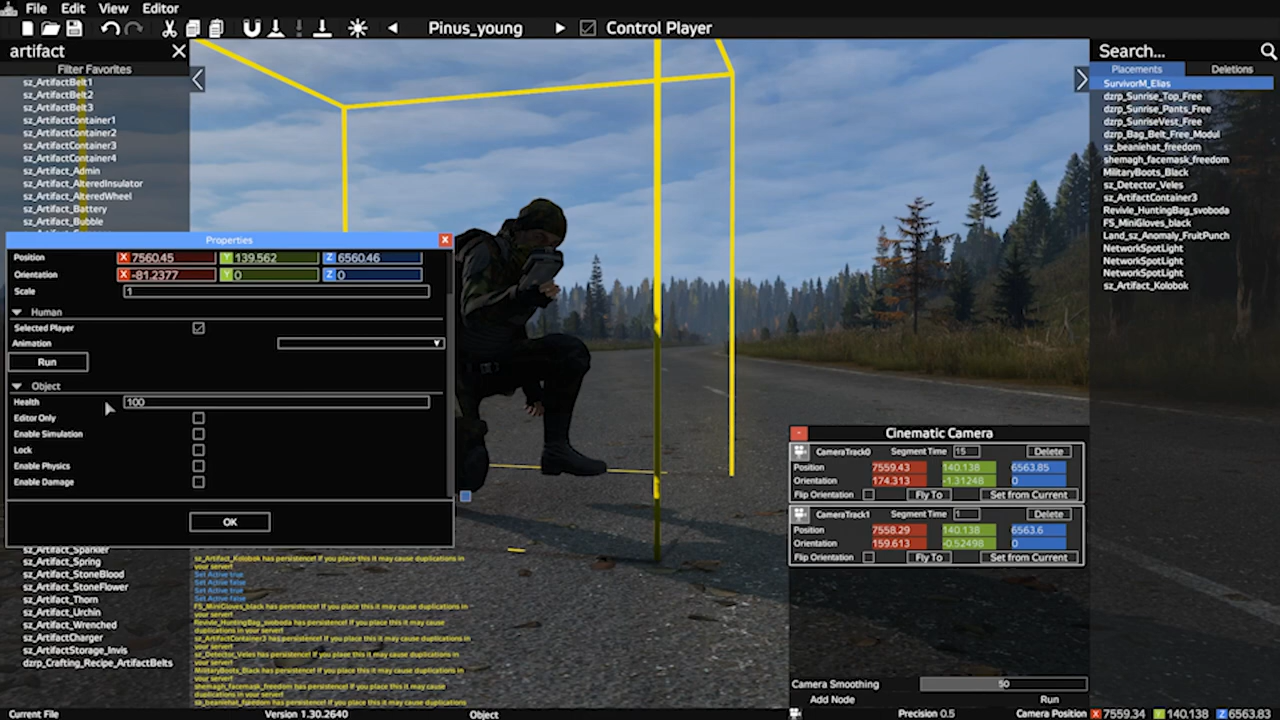 File Edit View Editor
Pinus_young Control Player
artifact
Filter Favorites
sz_ArtifactBelt1
sz_ArtifactBelt2
sz_ArtifactBelt3
sz_ArtifactContainer1
sz_ArtifactContainer2
sz_ArtifactContainer3
sz_ArtifactContainer4
sz_Artifact_Admin
sz_Artifact_AlteredInsulator
sz_Artifact_AlteredWheel
sz_Artifact_Battery
sz_Artifact_Bubble
Properties
Position X 7560.45 Y 139.562 Z 6560.46
Orientation X -81.2377 Y 0 Z 0
Scale 1
Human
Selected Player
Animation
Run
Object
Health 100
Editor Only
Enable Simulation
Lock
Enable Physics
Enable Damage
OK
sz_Artifact_Sparkler
sz_Artifact_Spring
sz_Artifact_StoneBlood
sz_Artifact_StoneFlower
sz_Artifact_Thorn
sz_Artifact_Urchin
sz_Artifact_Wrenched
sz_ArtifactCharger
sz_ArtifactStorage_Invis
dzrp_Crafting_Recipe_ArtifactBelts
sz_Artifact_Kolobok has persistence! If you place this it may cause duplications in
your server!
Set Active true
Set Active false
Set Active true
Set Active false
FS_MiniGloves_black has persistence! If you place this it may cause duplications in
your server!
Revivle_HuntingBag_svoboda has persistence! If you place this it may cause
duplications in your server!
sz_ArtifactContainer3 has persistence! If you place this it may cause duplications in
your server!
sz_Detector_Veles has persistence! If you place this it may cause duplications in
your server!
MilitaryBoots_Black has persistence! If you place this it may cause duplications in
your server!
shemagh_facemask_freedom has persistence! If you place this it may cause
duplications in your server!
sz_beaniehat_freedom has persistence! If you place this it may cause duplications in
Search...
Placements Deletions
SurvivorM_Elias
dzrp_Sunrise_Top_Free
dzrp_Sunrise_Pants_Free
dzrp_SunriseVest_Free
dzrp_Bag_Belt_Free_Modul
sz_beaniehat_freedom
shemagh_facemask_freedom
MilitaryBoots_Black
sz_Detector_Veles
sz_ArtifactContainer3
Revivle_HuntingBag_svoboda
FS_MiniGloves_black
Land_sz_Anomaly_FruitPunch
NetworkSpotLight
NetworkSpotLight
NetworkSpotLight
sz_Artifact_Kolobok
Cinematic Camera
CameraTrack0 Segment Time 15 Delete
Position 7559.43 140.138 6563.85
Orientation 174.313 -1.31248 0
Flip Orientation Fly To Set from Current
CameraTrack1 Segment Time 1 Delete
Position 7558.29 140.138 6563.6
Orientation 159.613 -0.52498 0
Flip Orientation Fly To Set from Current
Camera Smoothing 50
Add Node Run
Current File Version 1.30.2640 Object Precision 0.5 Camera Position X 7559.34 Y 140.138 Z 6563.83